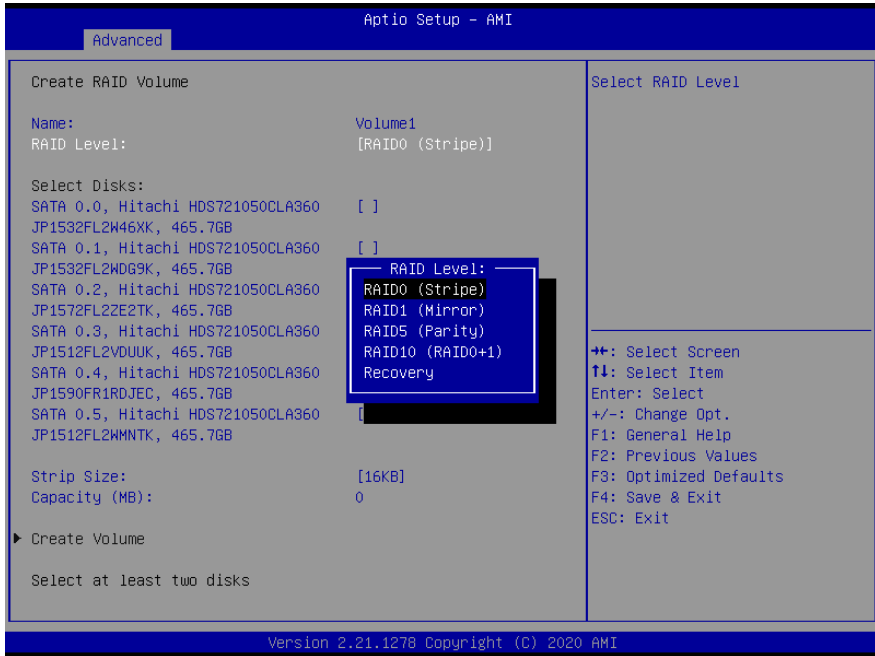 Aptio Setup – AMI
Advanced
Create RAID Volume
Name: Volume1
RAID Level: [RAID0 (Stripe)]
Select Disks:
SATA 0.0, Hitachi HDS721050CLA360 [ ]
JP1532FL2W46XK, 465.7GB
SATA 0.1, Hitachi HDS721050CLA360 [ ]
JP1532FL2WDG9K, 465.7GB
SATA 0.2, Hitachi HDS721050CLA360
JP1572FL2ZE2TK, 465.7GB
SATA 0.3, Hitachi HDS721050CLA360
JP1512FL2VDUUK, 465.7GB
SATA 0.4, Hitachi HDS721050CLA360
JP1590FR1RDJEC, 465.7GB
SATA 0.5, Hitachi HDS721050CLA360 [
JP1512FL2WMNTK, 465.7GB
Strip Size: [16KB]
Capacity (MB): 0
Create Volume
Select at least two disks
RAID Level:
RAID0 (Stripe)
RAID1 (Mirror)
RAID5 (Parity)
RAID10 (RAID0+1)
Recovery
Select RAID Level
→←: Select Screen
↑↓: Select Item
Enter: Select
+/-: Change Opt.
F1: General Help
F2: Previous Values
F3: Optimized Defaults
F4: Save & Exit
ESC: Exit
Version 2.21.1278 Copyright (C) 2020 AMI